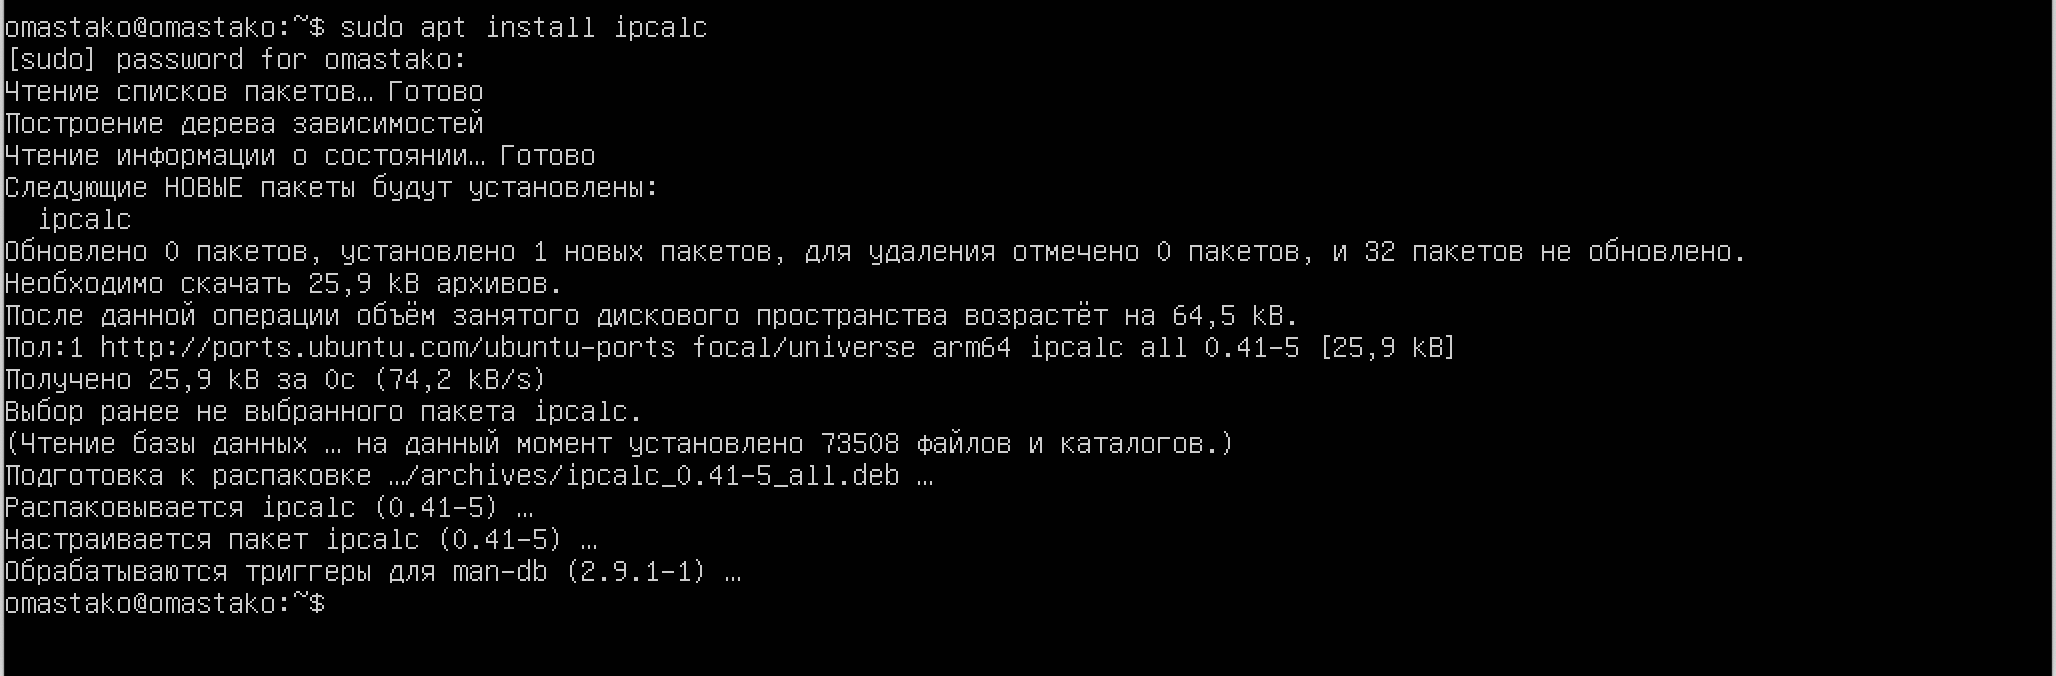 omastako@omastako:~$ sudo apt install ipcalc
[sudo] password for omastako:
Чтение списков пакетов… Готово
Построение дерева зависимостей
Чтение информации о состоянии… Готово
Следующие НОВЫЕ пакеты будут установлены:
  ipcalc
Обновлено 0 пакетов, установлено 1 новых пакетов, для удаления отмечено 0 пакетов, и 32 пакетов не обновлено.
Необходимо скачать 25,9 kB архивов.
После данной операции объём занятого дискового пространства возрастёт на 64,5 kB.
Пол:1 http://ports.ubuntu.com/ubuntu-ports focal/universe arm64 ipcalc all 0.41-5 [25,9 kB]
Получено 25,9 kB за 0с (74,2 kB/s)
Выбор ранее не выбранного пакета ipcalc.
(Чтение базы данных … на данный момент установлено 73508 файлов и каталогов.)
Подготовка к распаковке …/archives/ipcalc_0.41-5_all.deb …
Распаковывается ipcalc (0.41-5) …
Настраивается пакет ipcalc (0.41-5) …
Обрабатываются триггеры для man-db (2.9.1-1) …
omastako@omastako:~$